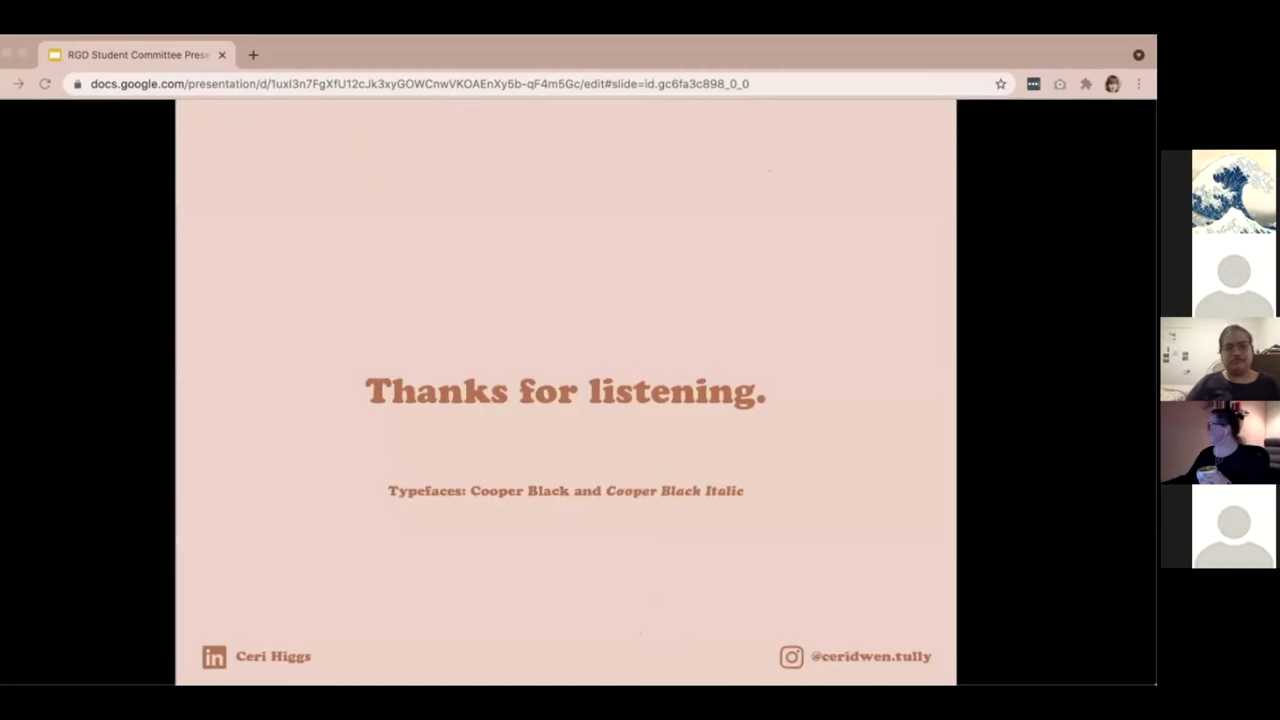 RGD Student Committee Prese
docs.google.com/presentation/d/1uxI3n7FgXfU12cJk3xyGOWCnwVKOAEnXy5b-qF4m5Gc/edit#slide=id.gc6fa3c898_0_0
Thanks for listening.
Typefaces: Cooper Black and Cooper Black Italic
in Ceri Higgs
@ceridwen.tully